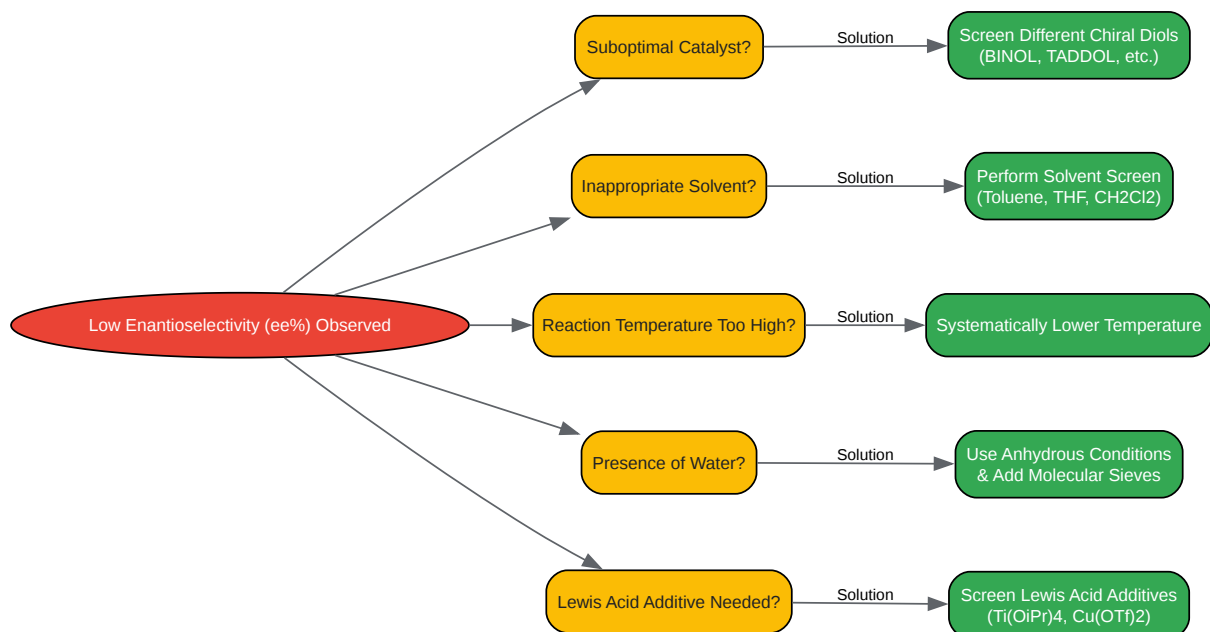 Suboptimal Catalyst?
Solution
Screen Different Chiral Diols
(BINOL, TADDOL, etc.)
Inappropriate Solvent?
Solution
Perform Solvent Screen
(Toluene, THF, CH2Cl2)
Low Enantioselectivity (ee%) Observed
Reaction Temperature Too High?
Solution
Systematically Lower Temperature
Presence of Water?
Solution
Use Anhydrous Conditions
& Add Molecular Sieves
Lewis Acid Additive Needed?
Solution
Screen Lewis Acid Additives
(Ti(OiPr)4, Cu(OTf)2)